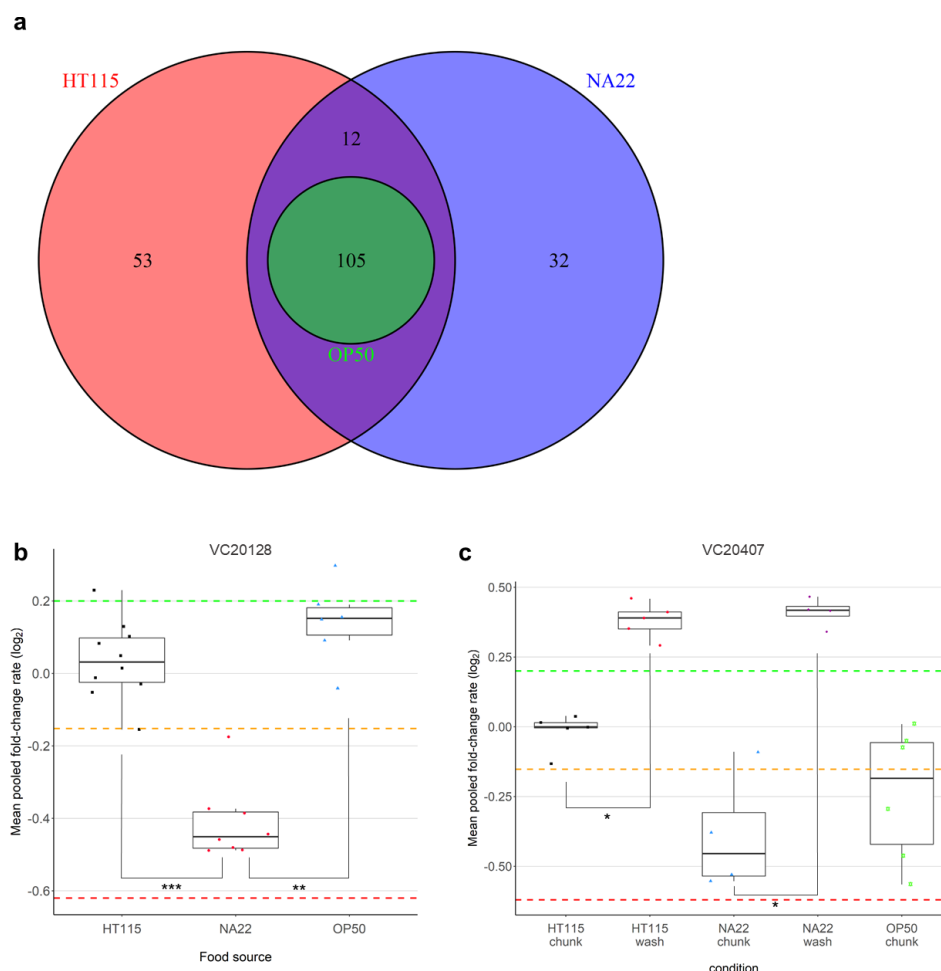 a
HT115
NA22
12
53
105
32
OP50
b
VC20128
Mean pooled fold-change rate (log2)
0.2
0.0
-0.2
-0.4
-0.6
***
**
HT115
NA22
OP50
Food source
c
VC20407
Mean pooled fold-change rate (log2)
0.50
0.25
0.00
-0.25
-0.50
*
*
HT115
chunk
HT115
wash
NA22
chunk
NA22
wash
OP50
chunk
condition